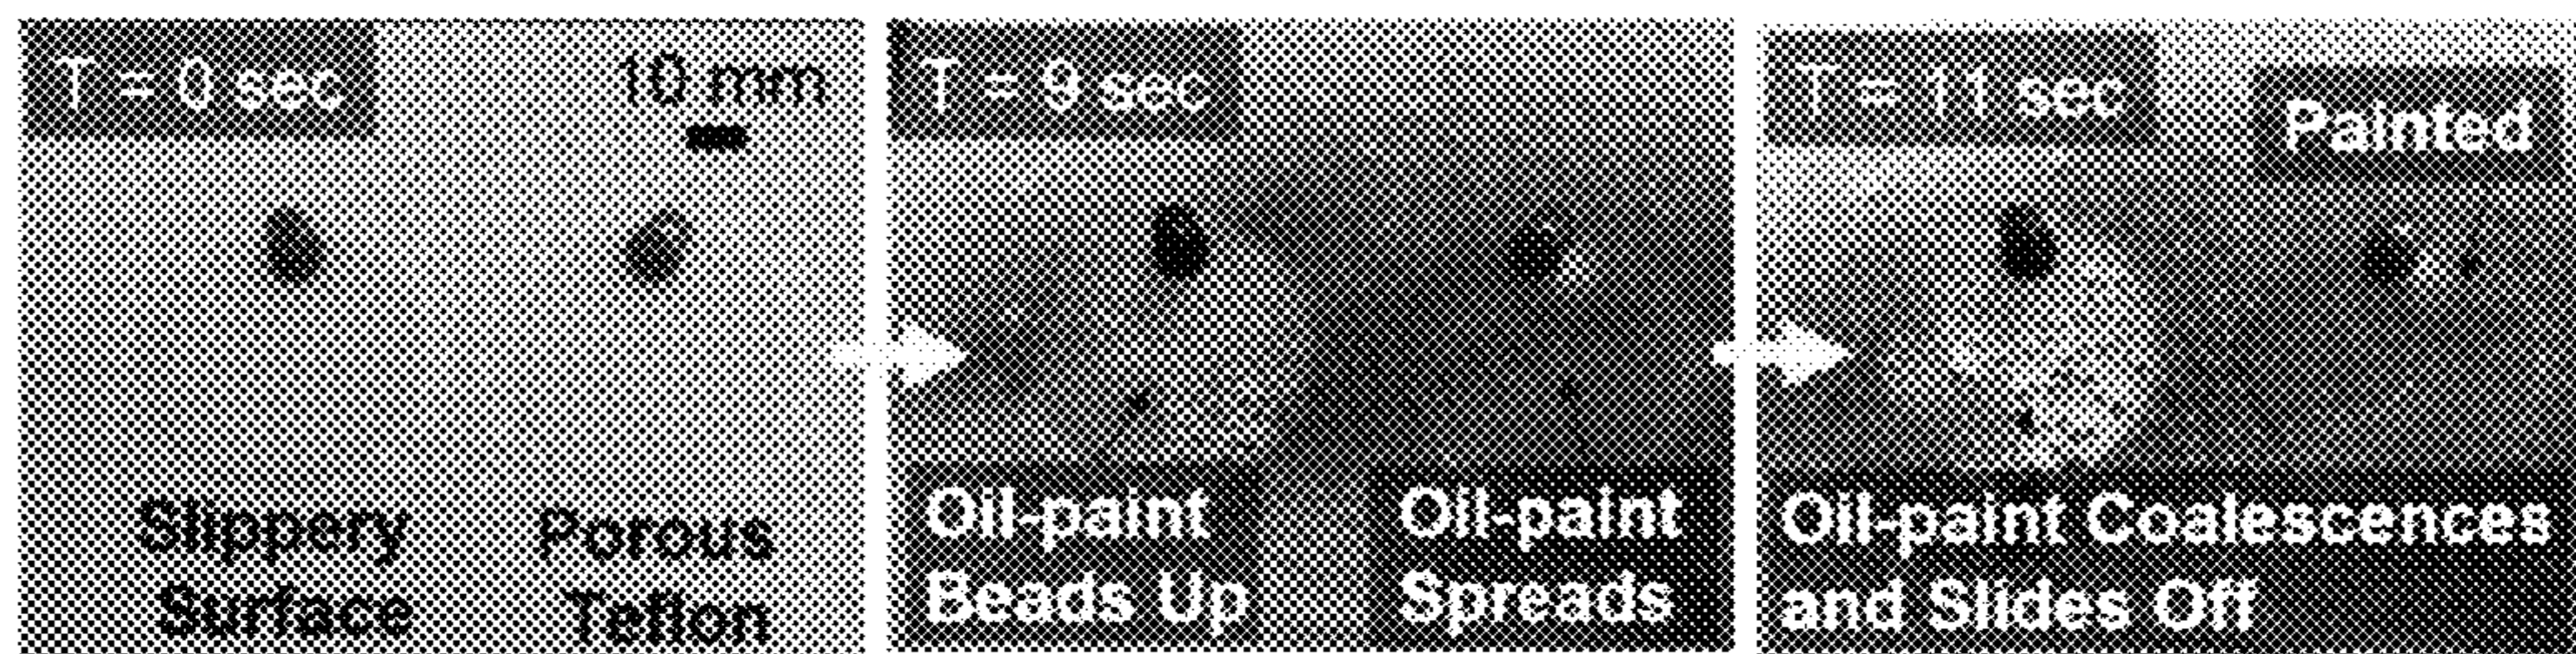 T = 0 sec
10 mm
Slippery
Surface
Porous
Teflon
T = 9 sec
Oil-paint
Beads Up
Oil-paint
Spreads
T = 11 sec
Painted
Oil-paint Coalescences
and Slides Off